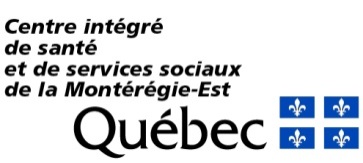 Centre intégré
de santé
et de services sociaux
de la Montérégie-Est
Québec